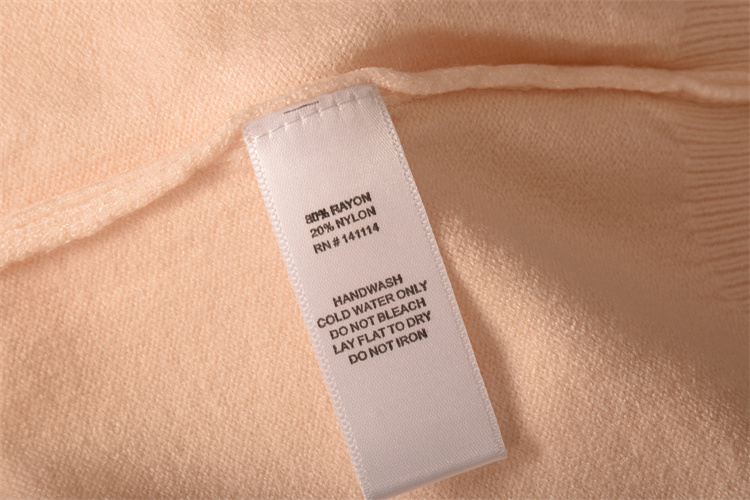 80% RAYON
20% NYLON
RN # 141114
HANDWASH
COLD WATER ONLY
DO NOT BLEACH
LAY FLAT TO DRY
DO NOT IRON